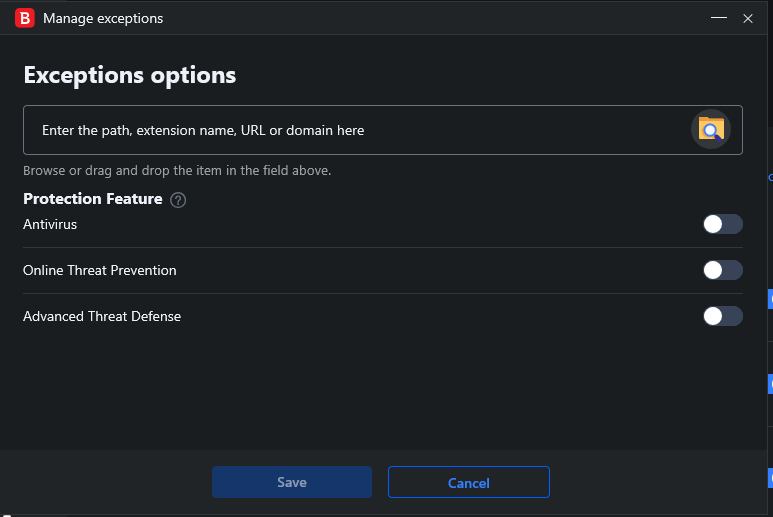 B Manage exceptions
Exceptions options
Enter the path, extension name, URL or domain here
Browse or drag and drop the item in the field above.
Protection Feature ?
Antivirus
Online Threat Prevention
Advanced Threat Defense
Save Cancel